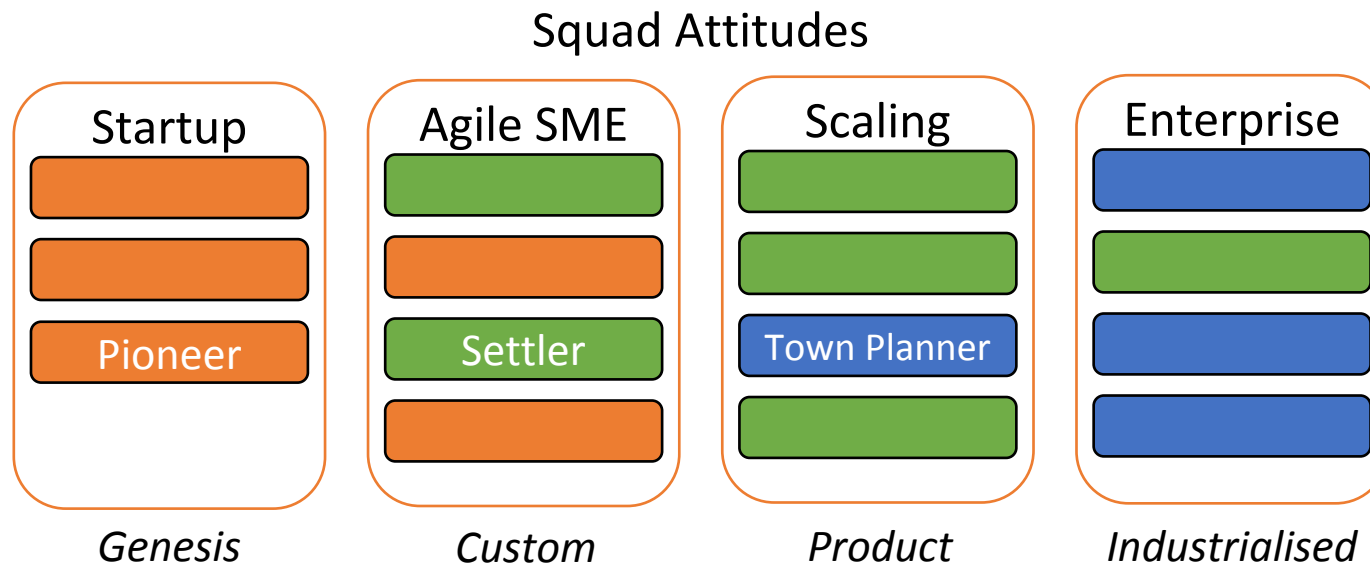 Squad Attitudes
Startup
Agile SME
Scaling
Enterprise
Pioneer
Settler
Town Planner
Genesis
Custom
Product
Industrialised